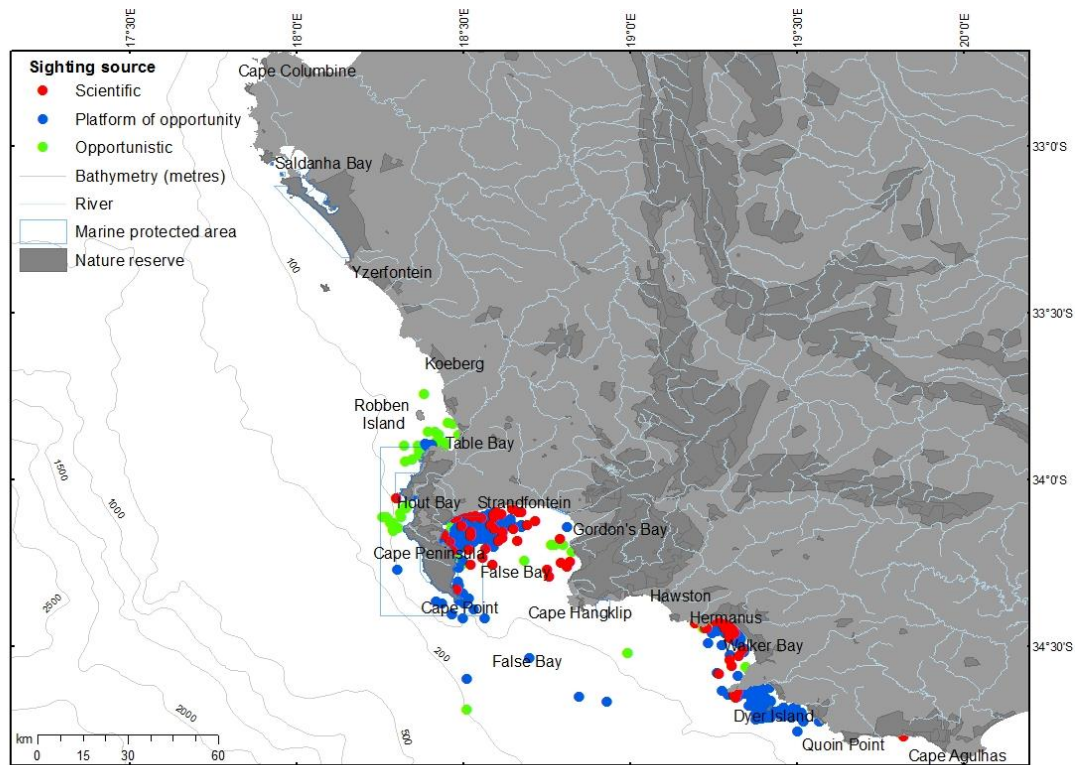 17°30'E
18°0'E
18°30'E
19°0'E
19°30'E
20°0'E
Sighting source
Scientific
Platform of opportunity
Opportunistic
Bathymetry (metres)
River
Marine protected area
Nature reserve
Cape Columbine
Saldanha Bay
33°0'S
Yzerfontein
100
33°30'S
Koeberg
Robben
Island
Table Bay
1500
1000
34°0'S
Hout Bay
Strandfontein
Gordon's Bay
Cape Peninsula
False Bay
2500
Cape Point
Cape Hangklip
Hawston
Hermanus
Walker Bay
34°30'S
200
False Bay
2000
500
Dyer Island
Quoin Point
Cape Agulhas
km
0 15 30 60